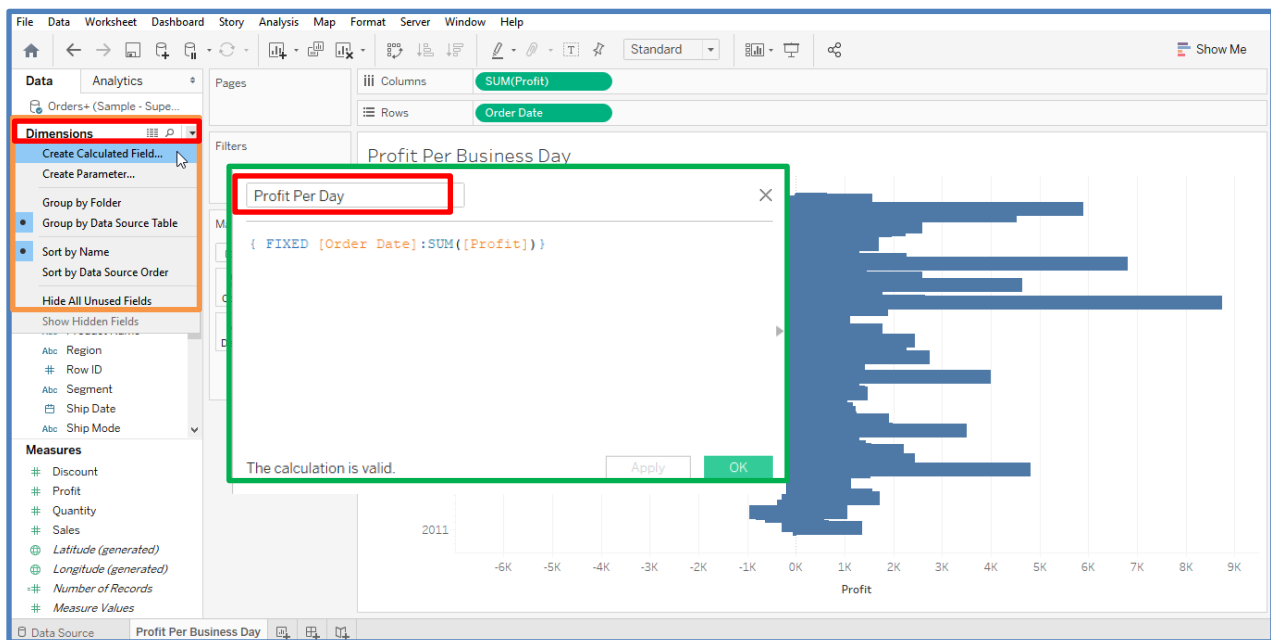 File Data Worksheet Dashboard Story Analysis Map Format Server Window Help
Standard
Show Me
Data Analytics
Orders+ (Sample - Supe...
Dimensions
Create Calculated Field...
Create Parameter...
Group by Folder
Group by Data Source Table
Sort by Name
Sort by Data Source Order
Hide All Unused Fields
Show Hidden Fields
Abc Region
# Row ID
Abc Segment
Ship Date
Abc Ship Mode
Measures
# Discount
# Profit
# Quantity
# Sales
Latitude (generated)
Longitude (generated)
=# Number of Records
# Measure Values
Pages
Filters
iii Columns SUM(Profit)
Rows Order Date
Profit Per Business Day
Profit Per Day
{ FIXED [Order Date]:SUM([Profit])}
The calculation is valid.
Apply OK
2011
-6K -5K -4K -3K -2K -1K 0K 1K 2K 3K 4K 5K 6K 7K 8K 9K
Profit
Data Source Profit Per Business Day